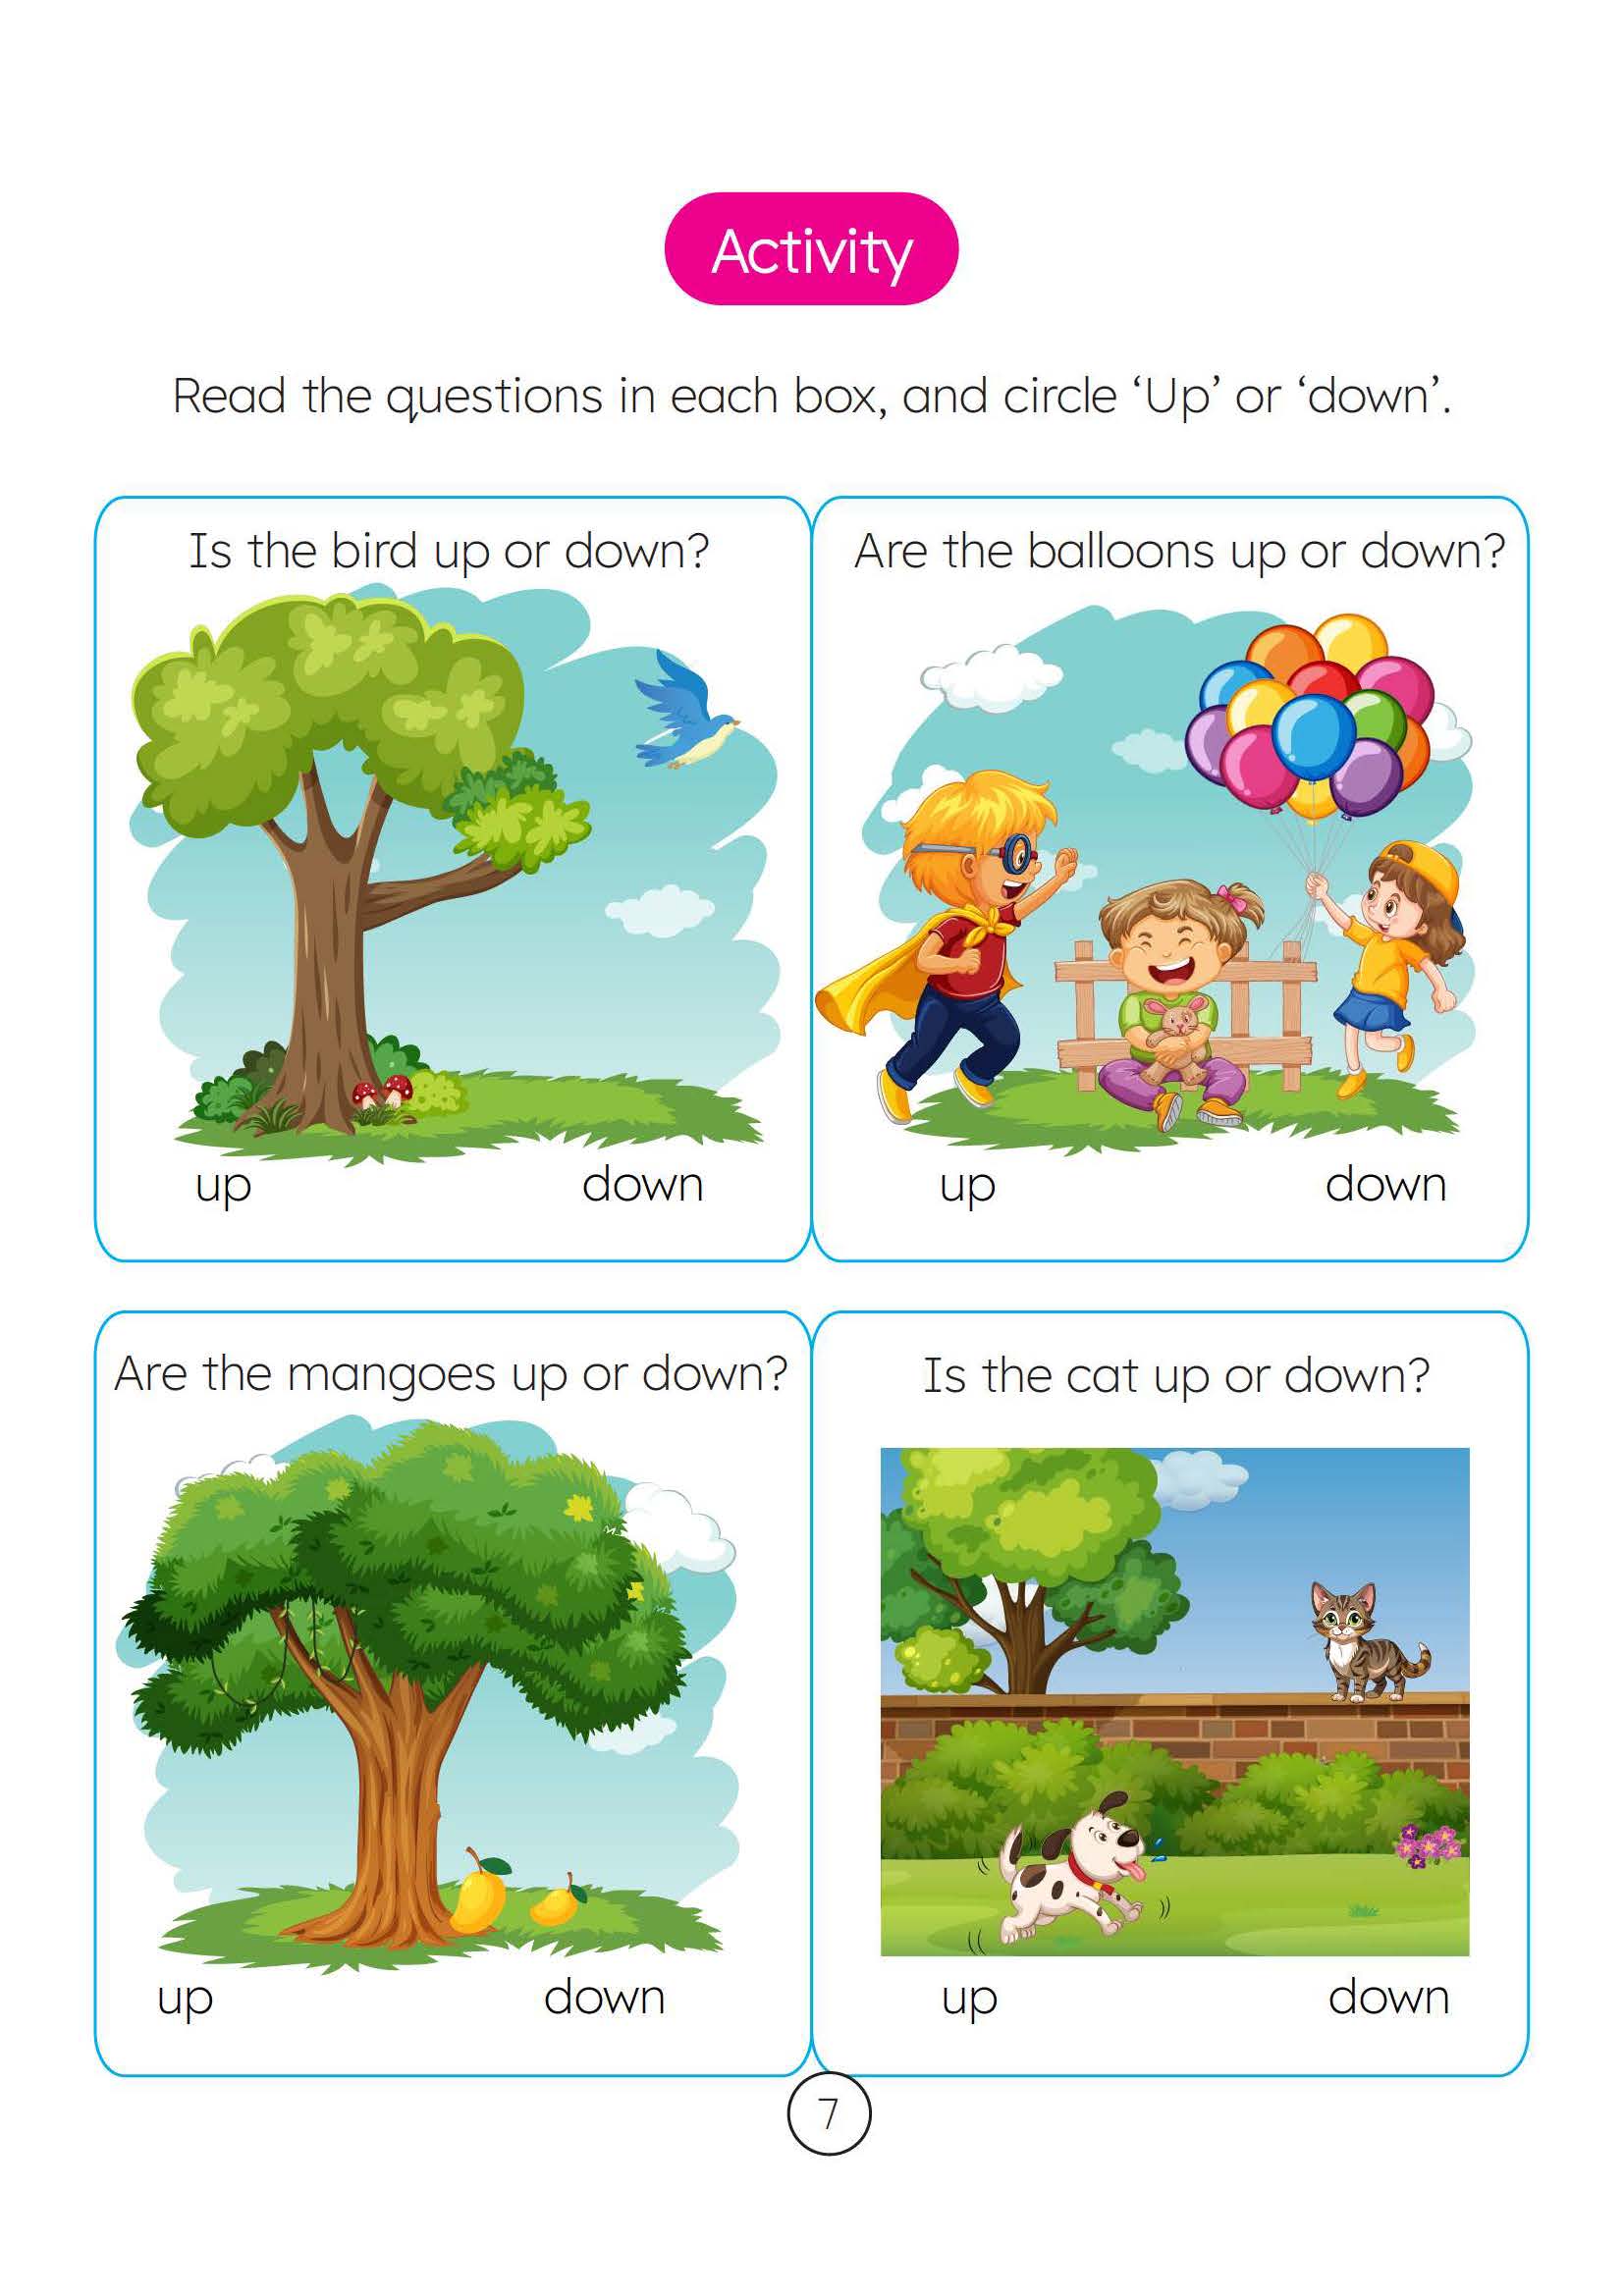 Activity
Read the questions in each box, and circle ‘Up’ or ‘down’.
Is the bird up or down?
up down
Are the balloons up or down?
up down
Are the mangoes up or down?
up down
Is the cat up or down?
up down
7